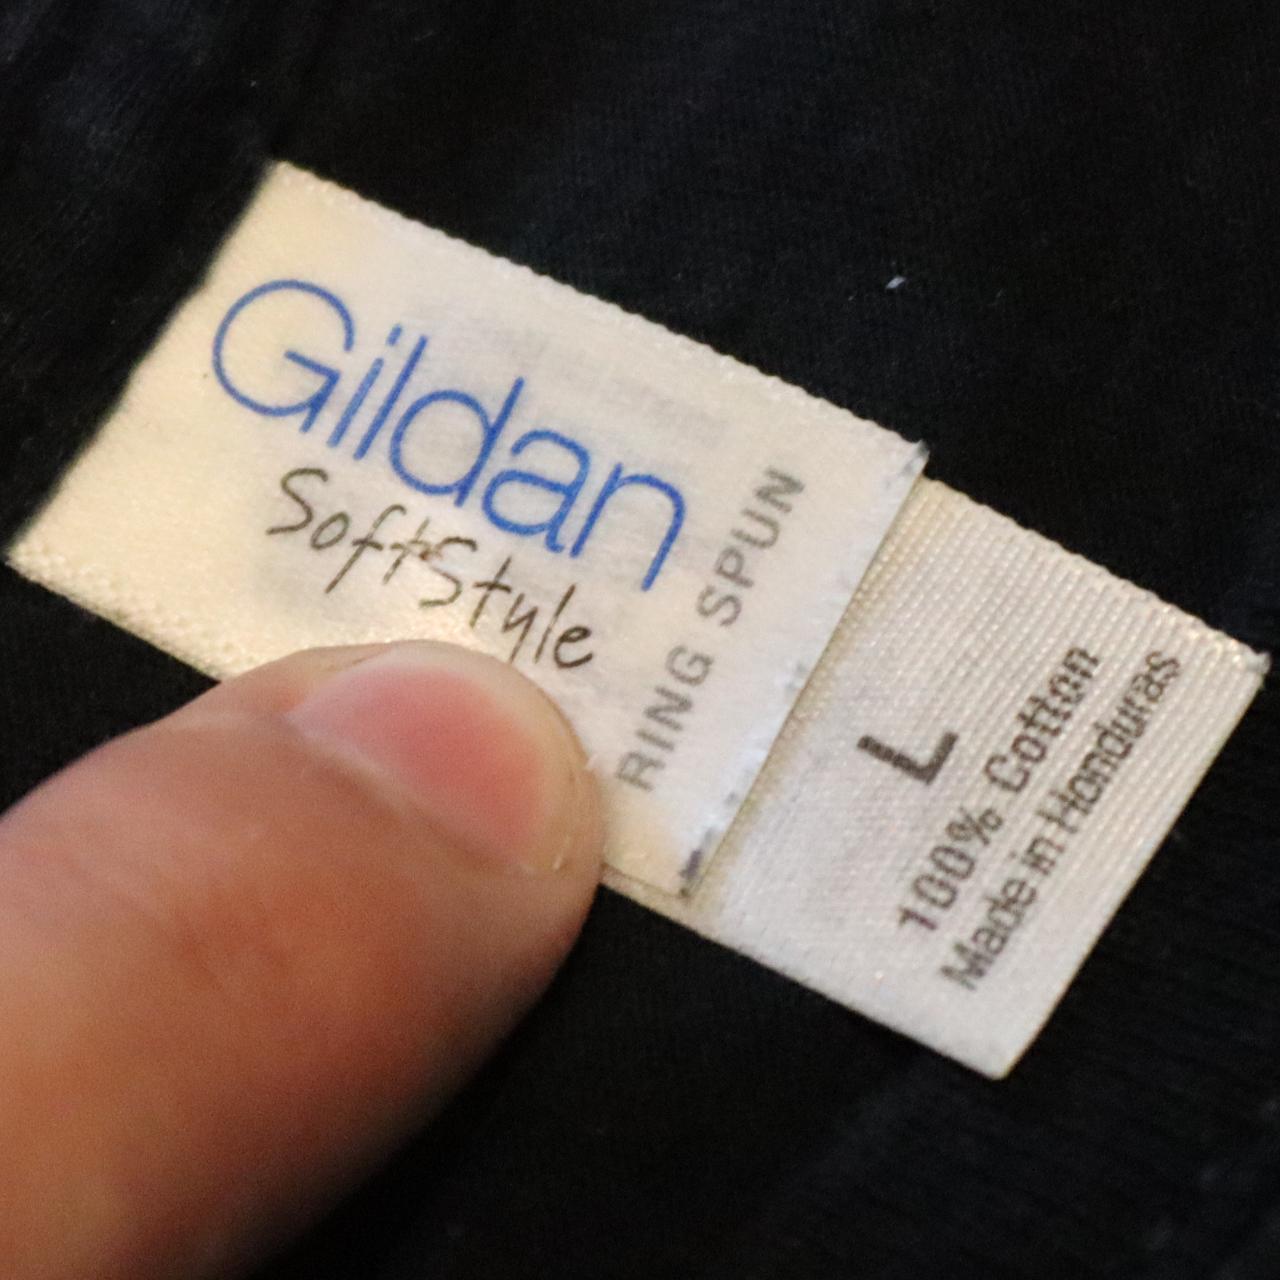 Gildan
SoftStyle
RING SPUN
L
100% Cotton
Made in Honduras